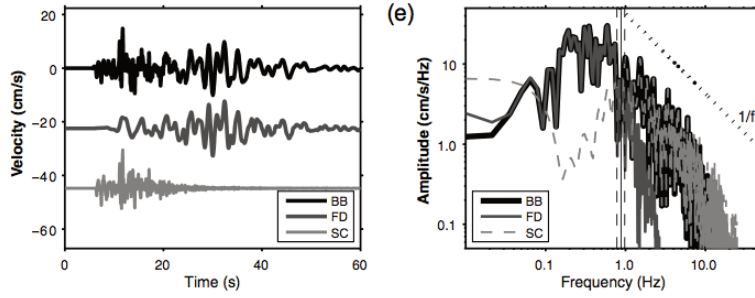 Velocity (cm/s)
20
0
−20
−40
−60
0
20
40
60
Time (s)
BB
FD
SC
(e)
Amplitude (cm/s/Hz)
10
1.0
0.1
0.1
1.0
10.0
Frequency (Hz)
BB
FD
SC
1/f